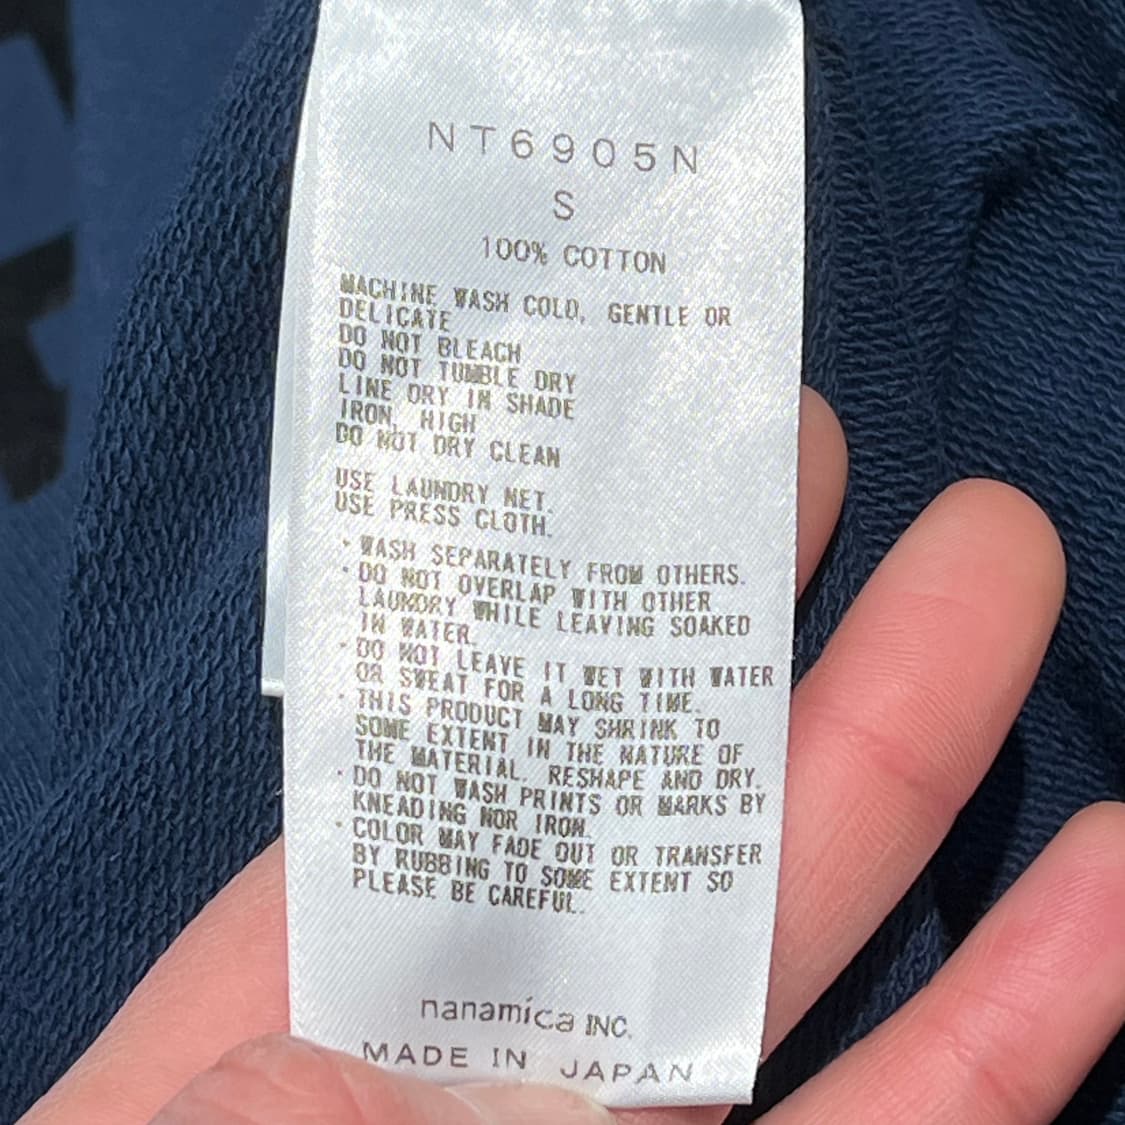 NT6905N
S
100% COTTON
MACHINE WASH COLD, GENTLE OR
DELICATE
DO NOT BLEACH
DO NOT TUMBLE DRY
LINE DRY IN SHADE
IRON, HIGH
DO NOT DRY CLEAN
USE LAUNDRY NET.
USE PRESS CLOTH.
・WASH SEPARATELY FROM OTHERS.
・DO NOT OVERLAP WITH OTHER
LAUNDRY WHILE LEAVING SOAKED
IN WATER.
・DO NOT LEAVE IT WET WITH WATER
OR SWEAT FOR A LONG TIME.
・THIS PRODUCT MAY SHRINK TO
SOME EXTENT IN THE NATURE OF
THE MATERIAL. RESHAPE AND DRY.
・DO NOT WASH PRINTS OR MARKS BY
KNEADING NOR IRON.
・COLOR MAY FADE OUT OR TRANSFER
BY RUBBING TO SOME EXTENT SO
PLEASE BE CAREFUL.
nanamica INC.
MADE IN JAPAN